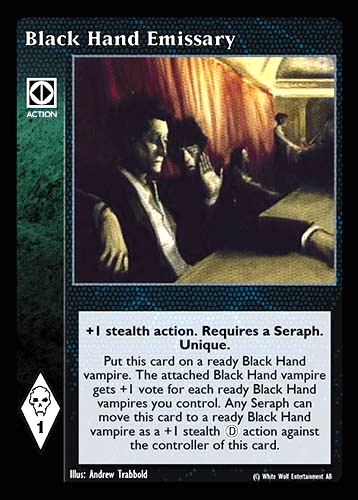 Black Hand Emissary
ACTION
+1 stealth action. Requires a Seraph.
Unique.
Put this card on a ready Black Hand
vampire. The attached Black Hand vampire
gets +1 vote for each ready Black Hand
vampires you control. Any Seraph can
move this card to a ready Black Hand
vampire as a +1 stealth Ⓓ action against
the controller of this card.
1
Illus: Andrew Trabbold
(C) White Wolf Entertainment AB